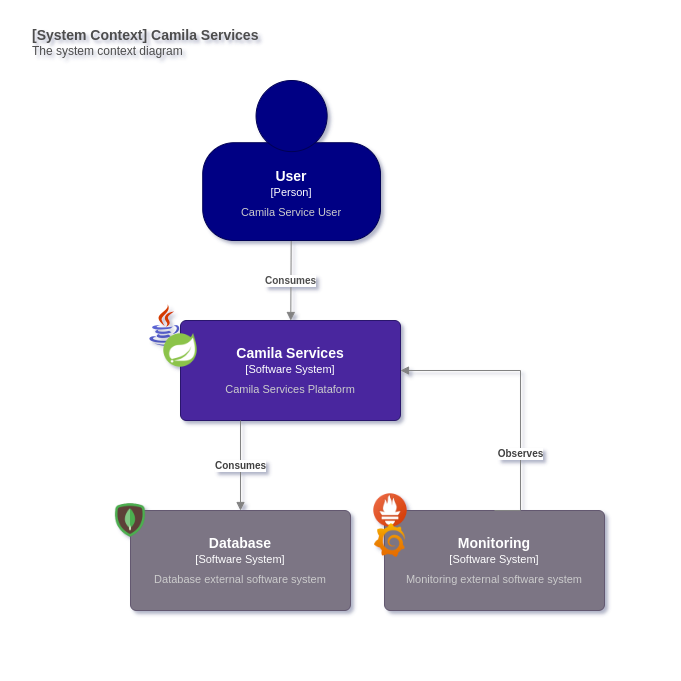 [System Context] Camila Services
The system context diagram
User
[Person]
Camila Service User
Consumes
Camila Services
[Software System]
Camila Services Plataform
Observes
Consumes
Database
[Software System]
Database external software system
Monitoring
[Software System]
Monitoring external software system